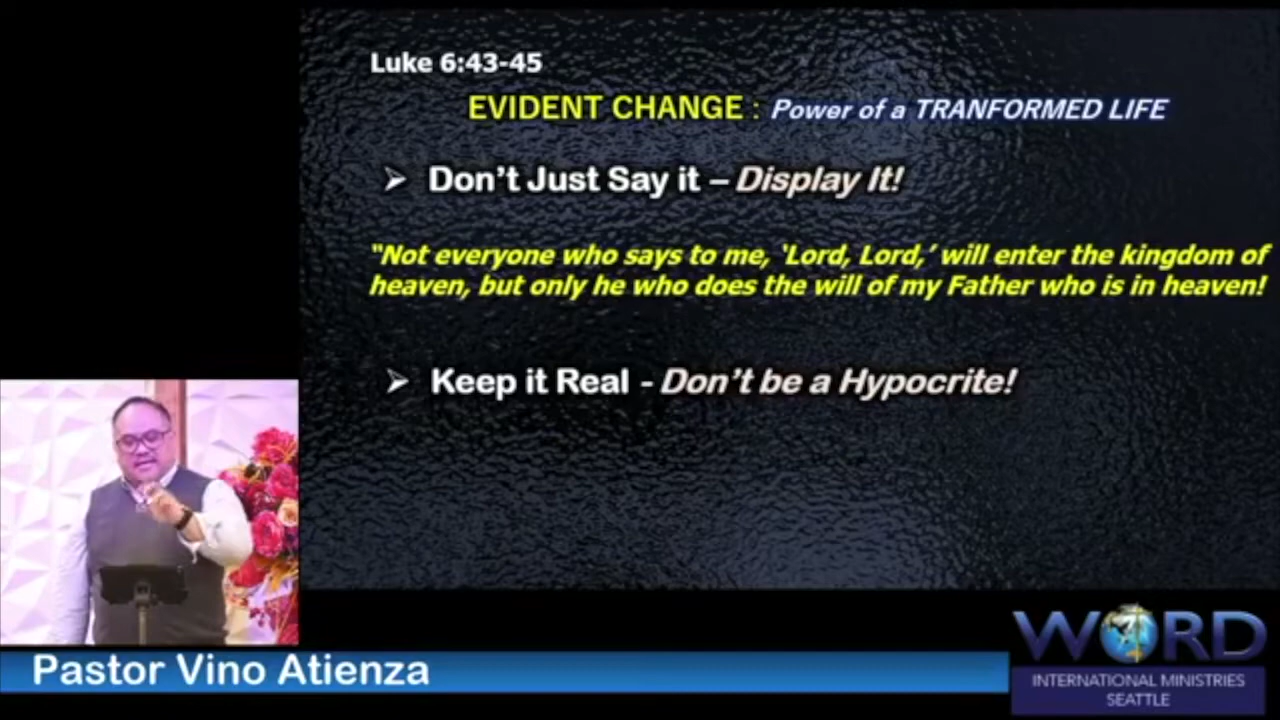 Luke 6:43-45
EVIDENT CHANGE : Power of a TRANFORMED LIFE
➢ Don't Just Say it – Display It!
"Not everyone who says to me, 'Lord, Lord,' will enter the kingdom of
heaven, but only he who does the will of my Father who is in heaven!
➢ Keep it Real - Don't be a Hypocrite!
Pastor Vino Atienza
WORD
INTERNATIONAL MINISTRIES
SEATTLE